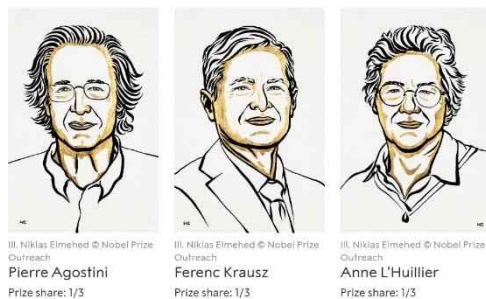 Ill. Niklas Elmehed © Nobel Prize
Outreach
Pierre Agostini
Prize share: 1/3
Ill. Niklas Elmehed © Nobel Prize
Outreach
Ferenc Krausz
Prize share: 1/3
Ill. Niklas Elmehed © Nobel Prize
Outreach
Anne L'Huillier
Prize share: 1/3